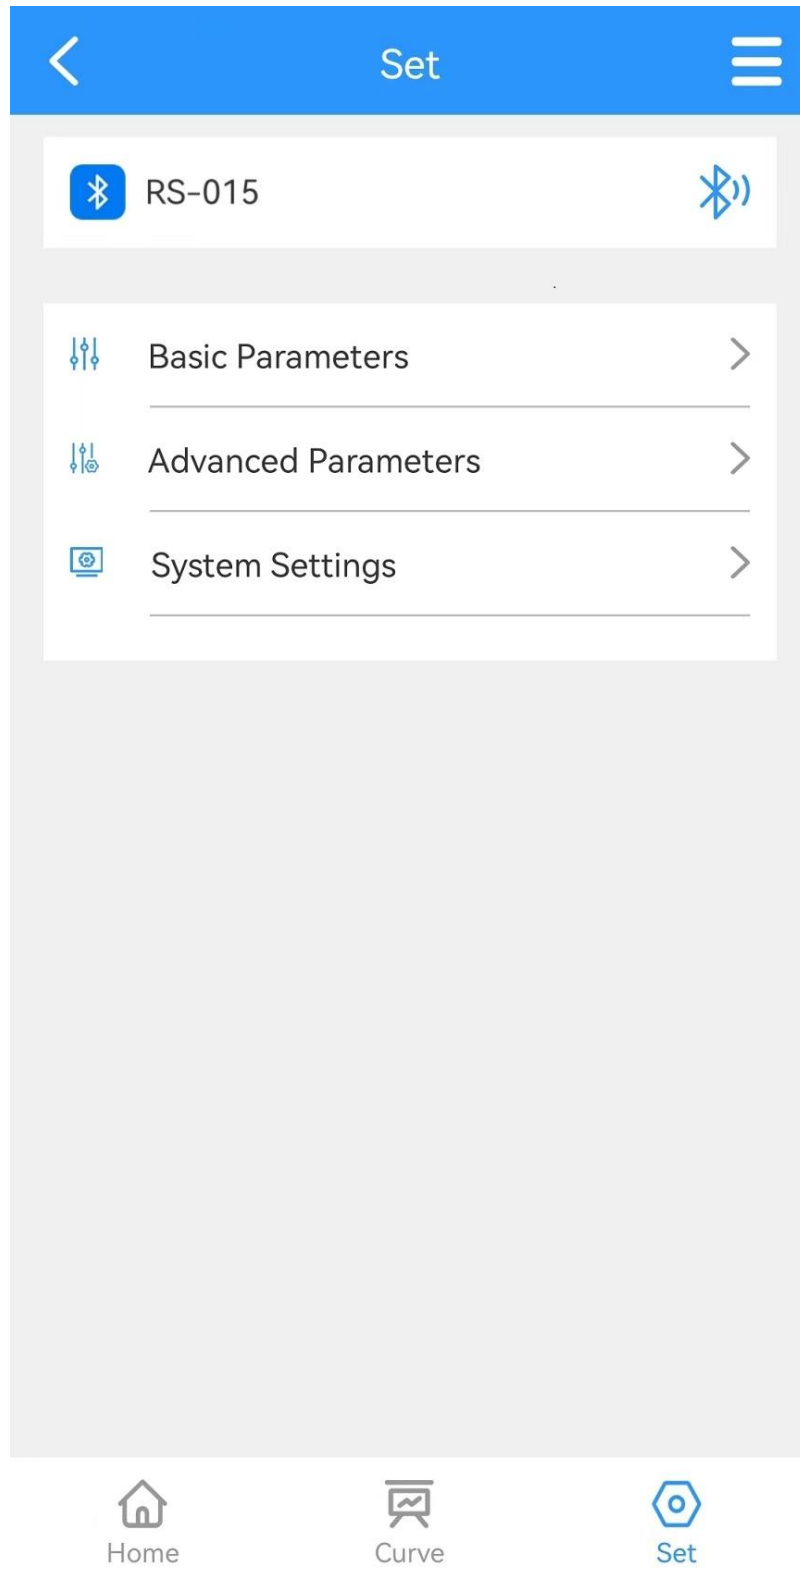 Set
RS-015
Basic Parameters
Advanced Parameters
System Settings
Home
Curve
Set